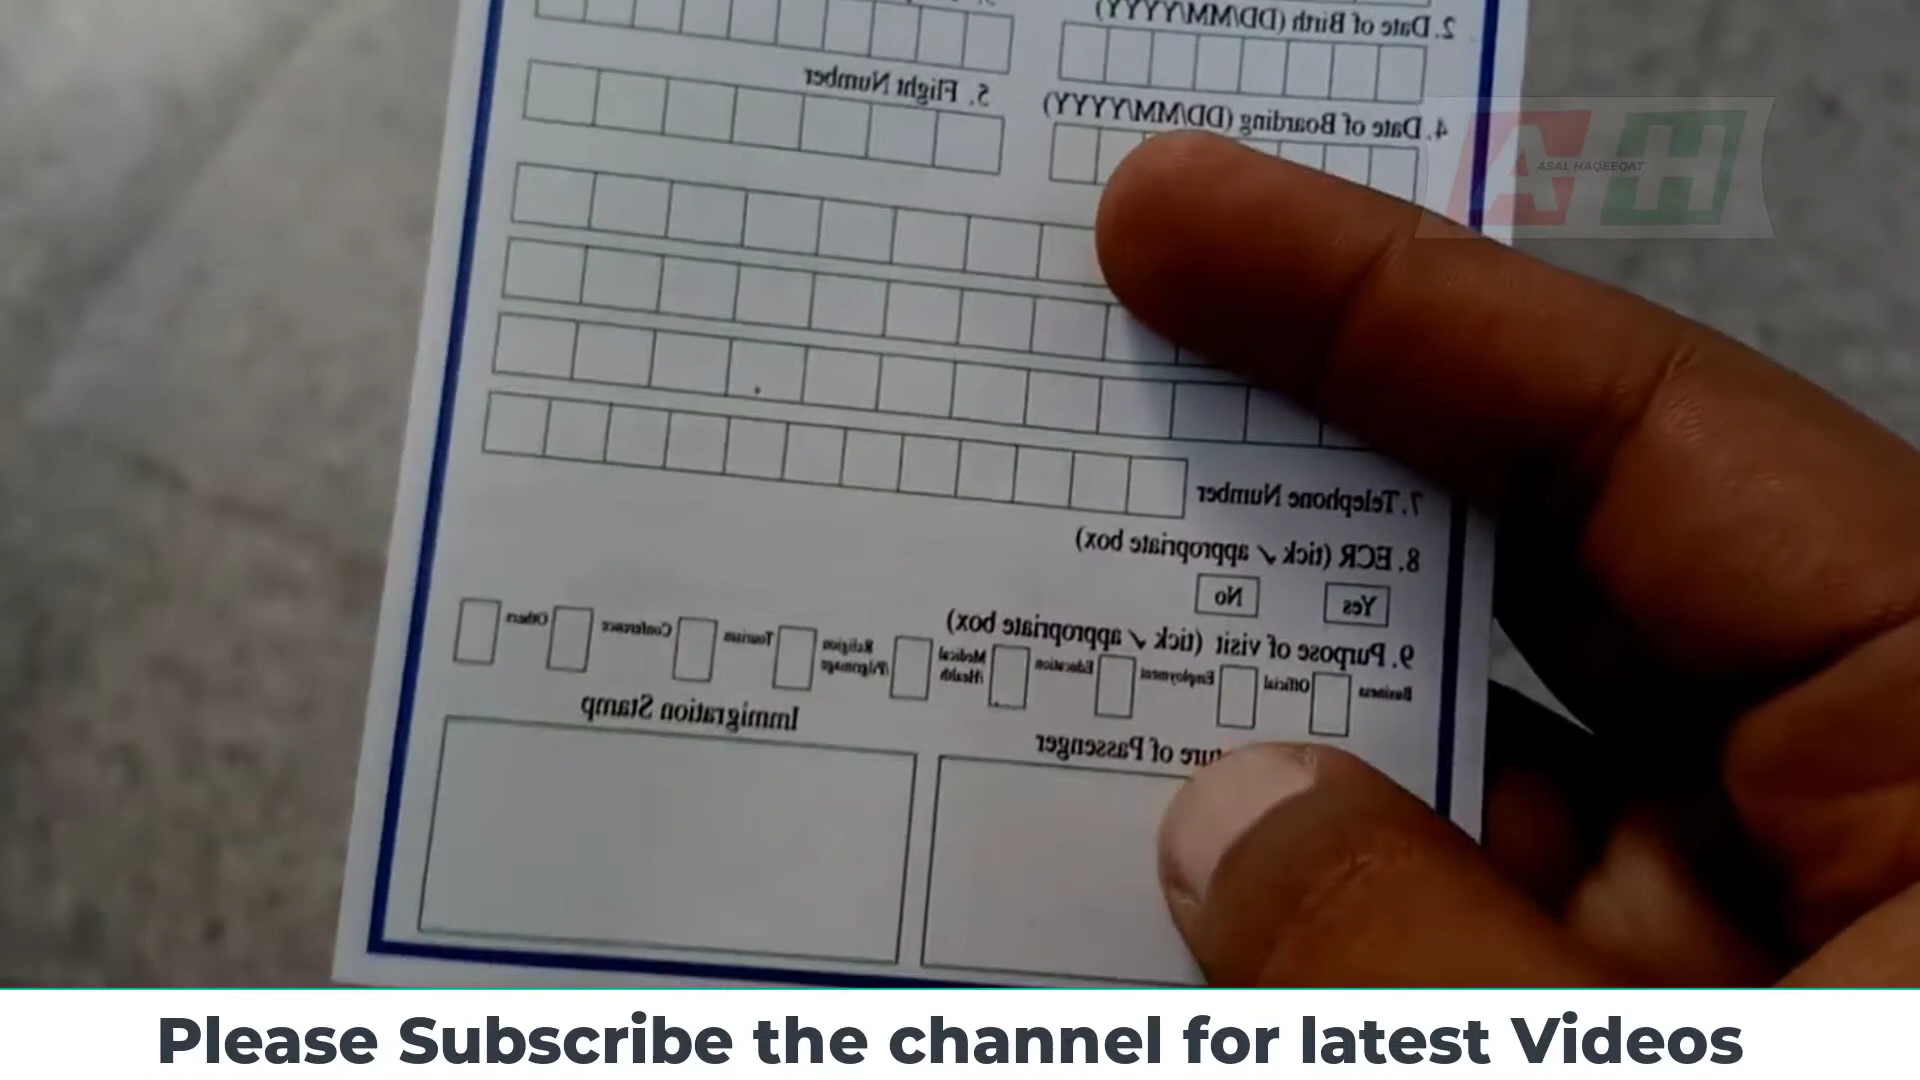 2. Date of Birth (DD/MM/YYYY)
4. Date of Boarding (DD/MM/YYYY)
5. Flight Number
7. Telephone Number
8. ECR (tick ✓ appropriate box)
Yes No
9. Purpose of visit (tick ✓ appropriate box)
Business Official Employment Education Medical /Health Religion /Pilgrimage Tourism Conference Others
of Passenger
Immigration Stamp
AH
ASAL HAQEEQAT
Please Subscribe the channel for latest Videos